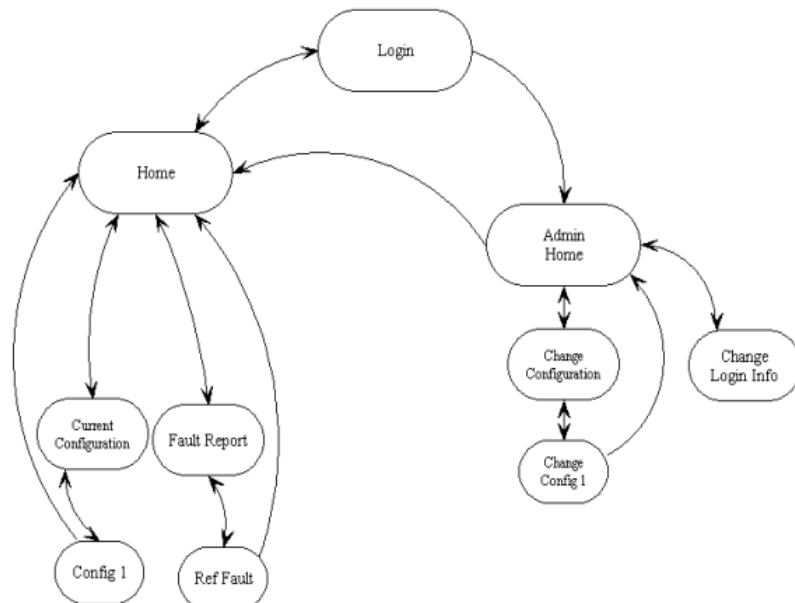 Login
Home
Admin
Home
Change
Configuration
Change
Login Info
Current
Configuration
Fault Report
Change
Config 1
Config 1
Ref Fault